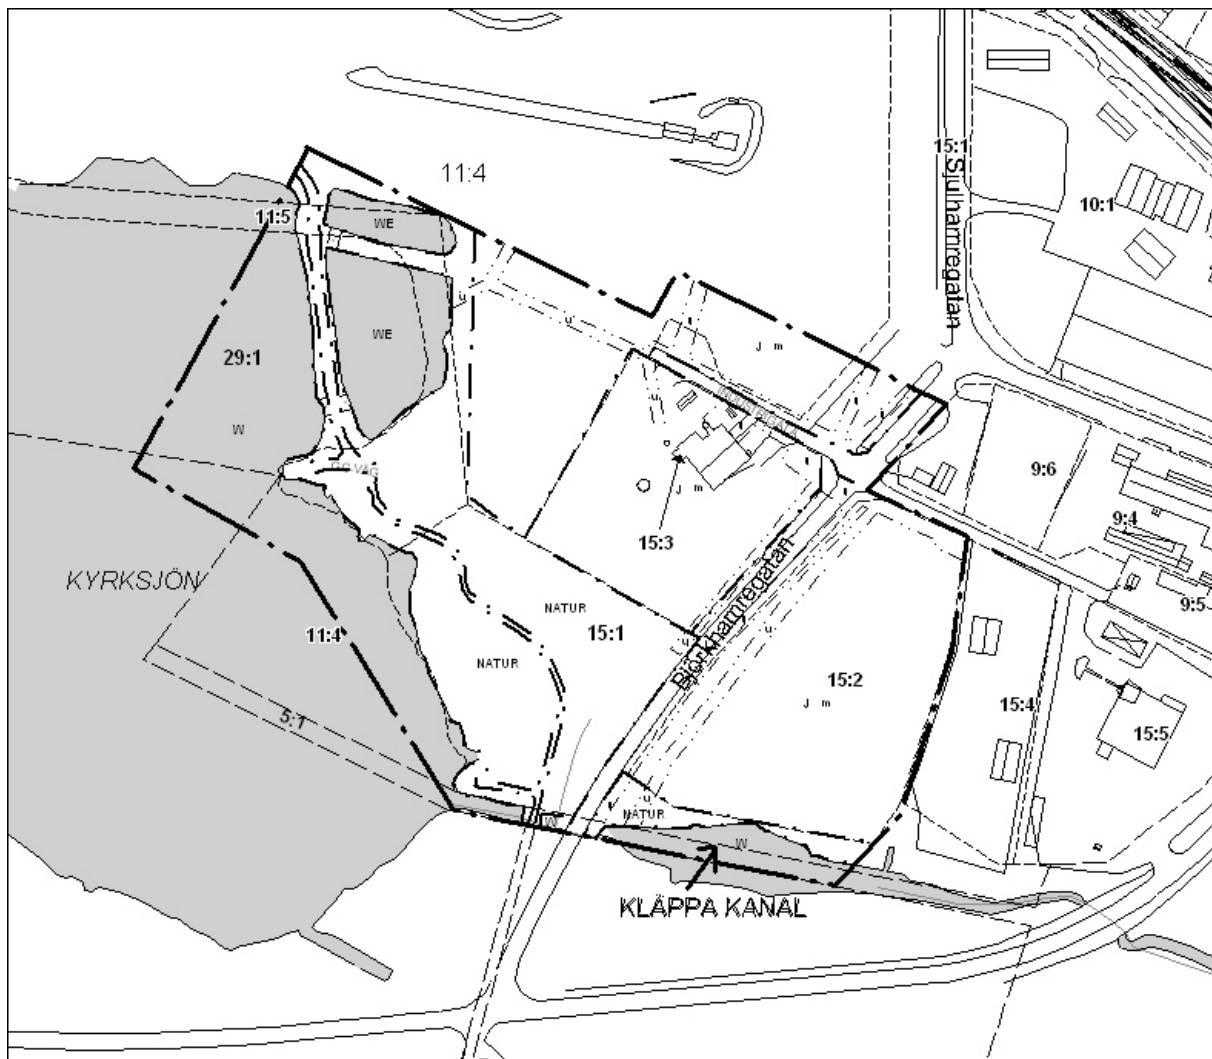 15:1
Sjulhamregatan
11:4
10:1
11:5
WE
u
u
WE
29:1
J m
W
GC VÄG
u
9:6
J m
9:4
15:3
KYRKSJÖN
9:5
NATUR
15:1
11:4
Björkhamregatan
u
u
NATUR
15:2
J m
5:1
15:4
15:5
u
NATUR
W
W
KLÄPPA KANAL